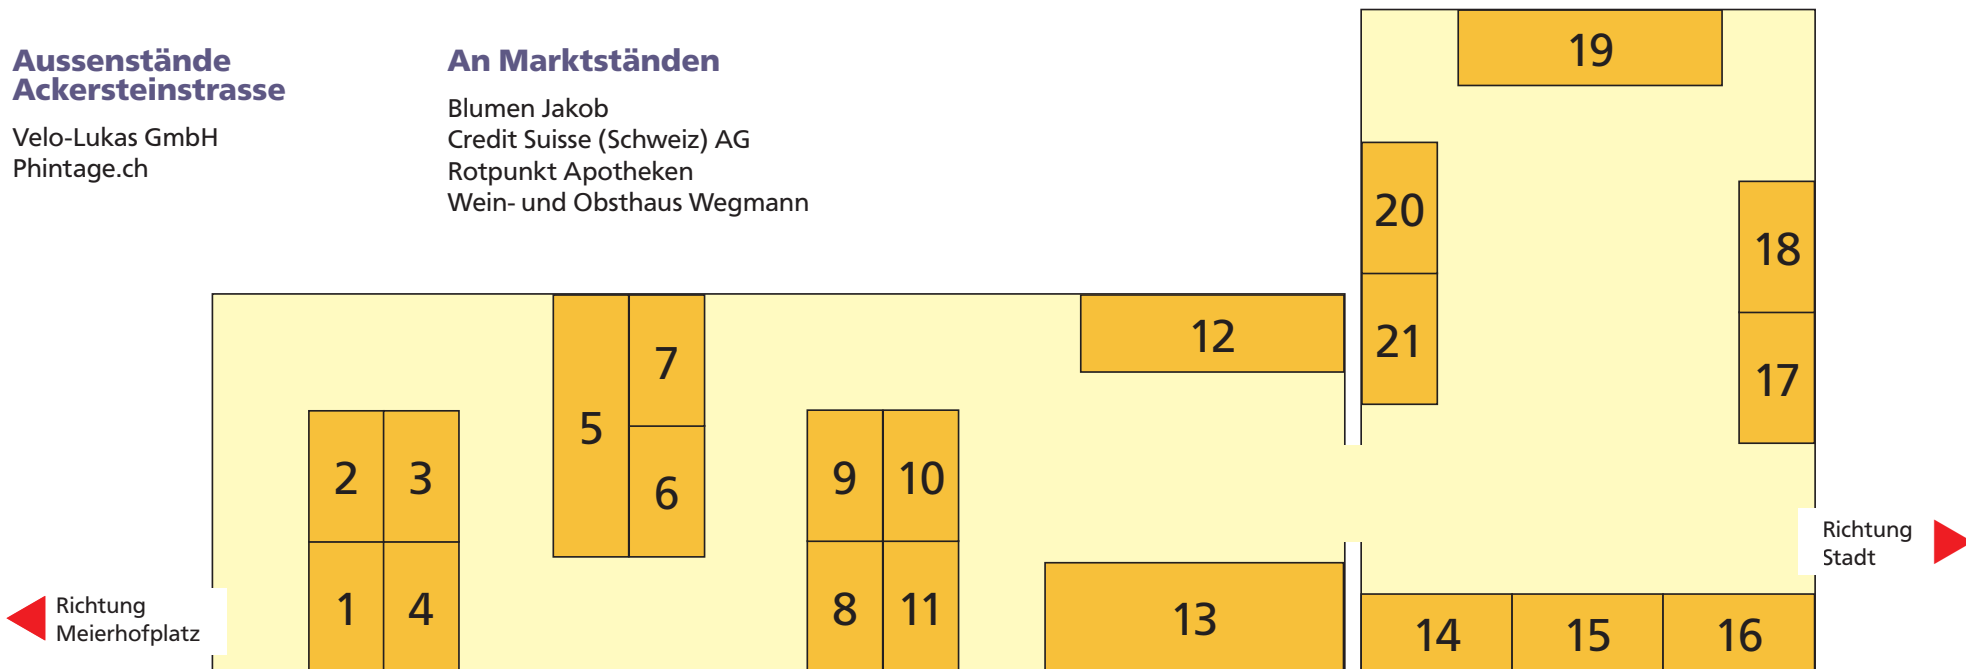 Aussenstände
Ackersteinstrasse
Velo-Lukas GmbH
Phintage.ch
An Marktständen
Blumen Jakob
Credit Suisse (Schweiz) AG
Rotpunkt Apotheken
Wein- und Obsthaus Wegmann
19
20
18
21
17
12
7
5
6
2 3
9 10
1 4
8 11
13
14 15 16
Richtung
Meierhofplatz
Richtung
Stadt